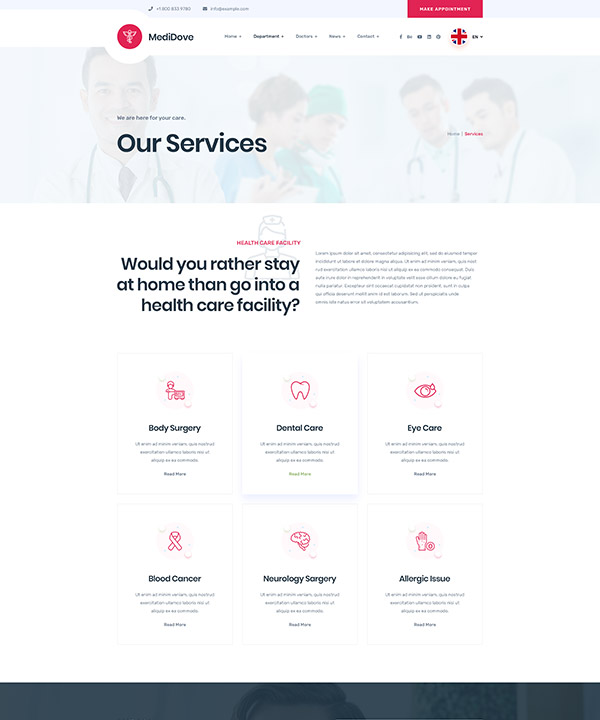 +1 800 833 9780
info@example.com
MAKE APPOINTMENT
MediDove
Home +
Department +
Doctors +
News +
Contact +
EN
We are here for your care.
Our Services
Home | Services
HEALTH CARE FACILITY
Would you rather stay
at home than go into a
health care facility?
Lorem ipsum dolor sit amet, consectetur adipisicing elit, sed do eiusmod temper
incididunt ut labore et dolore magna aliqua. Ut enim ad minim veniam, quis nostrud
exercitation ullamco laboris nisi ut aliquip ex ea commodo consequat. Duis
aute irure dolor in reprehenderit in voluptate velit esse cillum dolore eu fugiat
nulla pariatur. Excepteur sint occaecat cupidatat non proident, sunt in culpa
qui officia deserunt mollit anim id est laborum. Sed ut perspiciatis unde
omnis iste natus error sit voluptatem accusantium.
Body Surgery
Ut enim ad minim veniam, quis nostrud
exercitation ullamco laboris nisi ut
aliquip ex ea commodo.
Read More
Dental Care
Ut enim ad minim veniam, quis nostrud
exercitation ullamco laboris nisi ut
aliquip ex ea commodo.
Read More
Eye Care
Ut enim ad minim veniam, quis nostrud
exercitation ullamco laboris nisi ut
aliquip ex ea commodo.
Read More
Blood Cancer
Ut enim ad minim veniam, quis nostrud
exercitation ullamco laboris nisi ut
aliquip ex ea commodo.
Read More
Neurology Sargery
Ut enim ad minim veniam, quis nostrud
exercitation ullamco laboris nisi ut
aliquip ex ea commodo.
Read More
Allergic Issue
Ut enim ad minim veniam, quis nostrud
exercitation ullamco laboris nisi ut
aliquip ex ea commodo.
Read More